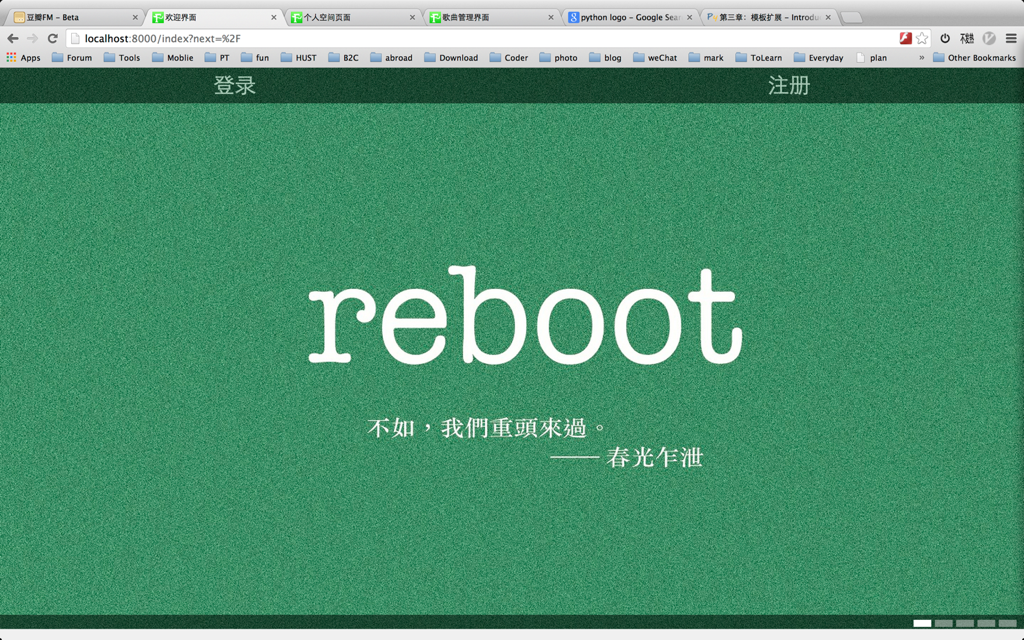 豆瓣FM - Beta
欢迎界面
个人空间页面
歌曲管理界面
python logo - Google Sear
第三章：模板扩展 - Introdu
localhost:8000/index?next=%2F
Apps Forum Tools Moblie PT fun HUST B2C abroad Download Coder photo blog weChat mark ToLearn Everyday plan » Other Bookmarks
登录 注册
reboot
不如，我們重頭來過。
—— 春光乍泄